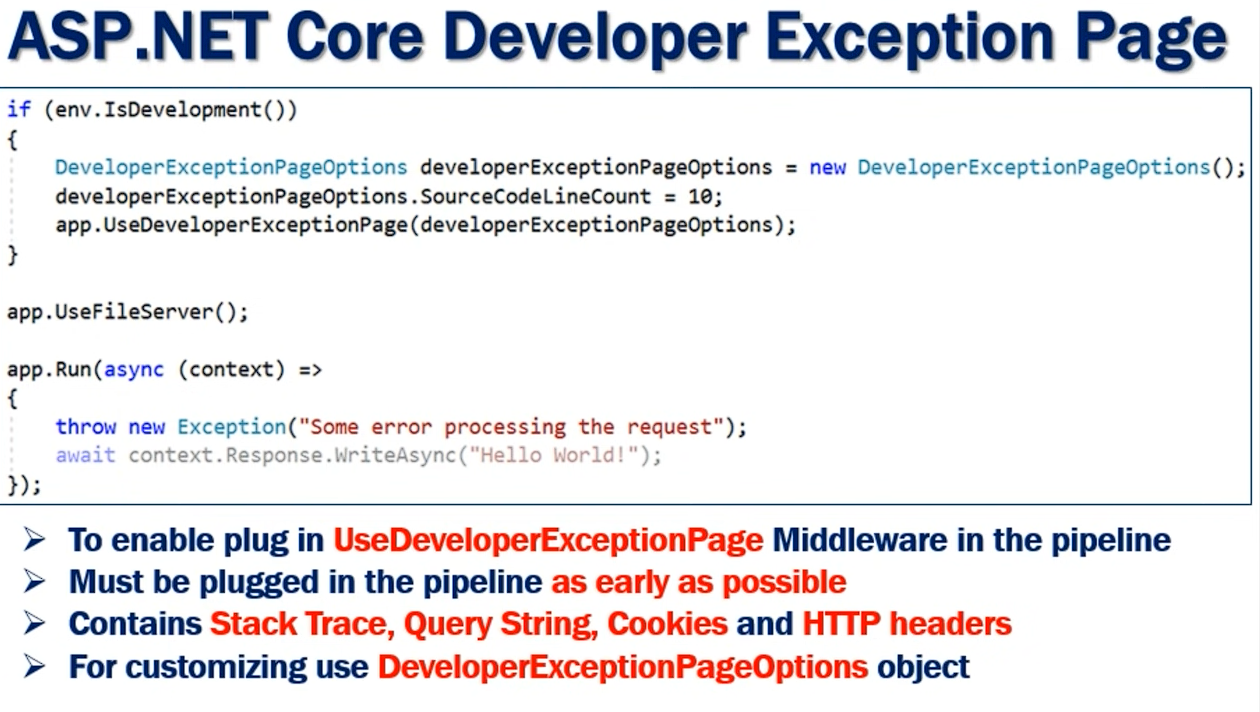 ASP.NET Core Developer Exception Page
if (env.IsDevelopment())
{
    DeveloperExceptionPageOptions developerExceptionPageOptions = new DeveloperExceptionPageOptions();
    developerExceptionPageOptions.SourceCodeLineCount = 10;
    app.UseDeveloperExceptionPage(developerExceptionPageOptions);
}
app.UseFileServer();
app.Run(async (context) =>
{
    throw new Exception("Some error processing the request");
    await context.Response.WriteAsync("Hello World!");
});
➢ To enable plug in UseDeveloperExceptionPage Middleware in the pipeline
➢ Must be plugged in the pipeline as early as possible
➢ Contains Stack Trace, Query String, Cookies and HTTP headers
➢ For customizing use DeveloperExceptionPageOptions object